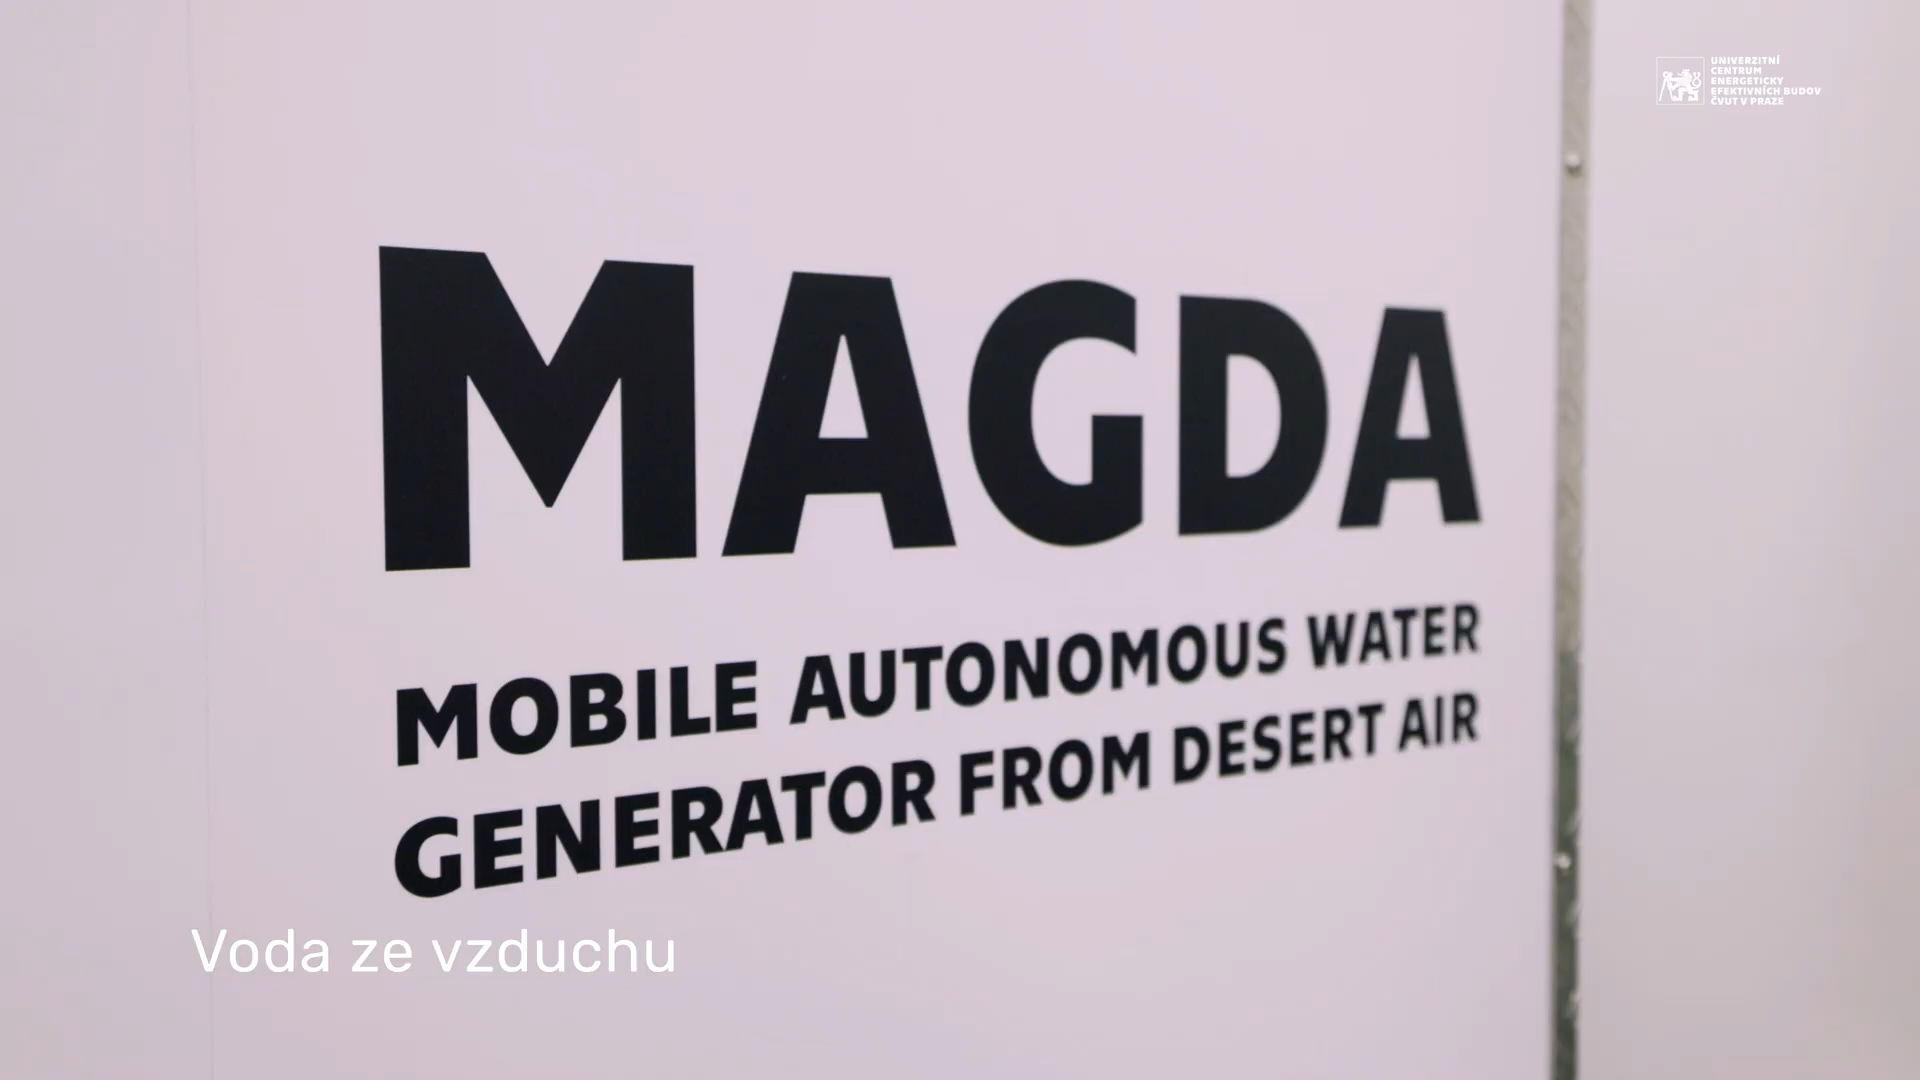 UNIVERZITNÍ
CENTRUM
ENERGETICKY
EFEKTIVNÍCH BUDOV
ČVUT V PRAZE
MAGDA
MOBILE AUTONOMOUS WATER
GENERATOR FROM DESERT AIR
Voda ze vzduchu